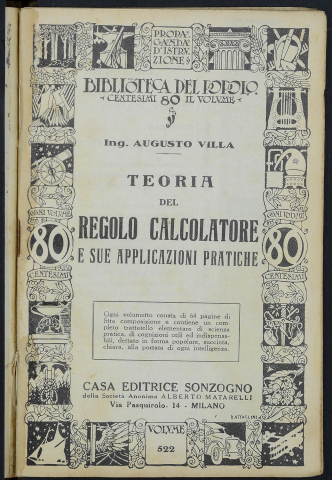 PROPA-
GANDA
D'ISTRU-
ZIONE
BIBLIOTECA DEL POPOLO
CENTESIMI 80 IL VOLUME
Ing. AUGUSTO VILLA
TEORIA
DEL
REGOLO CALCOLATORE
E SUE APPLICAZIONI PRATICHE
OGNI VOLUME
80
CENTESIMI
OGNI VOLUME
80
CENTESIMI
Ogni volumetto consta di 64 pagine di
fitta composizione e contiene un com-
pleto trattatello elementare di scienza
pratica, di cognizioni utili ed indispensa-
bili, dettato in forma popolare, succinta,
chiara, alla portata di ogni intelligenza.
CASA EDITRICE SONZOGNO
della Società Anonima ALBERTO MATARELLI
Via Pasquirolo, 14 - MILANO
VOLUME
522